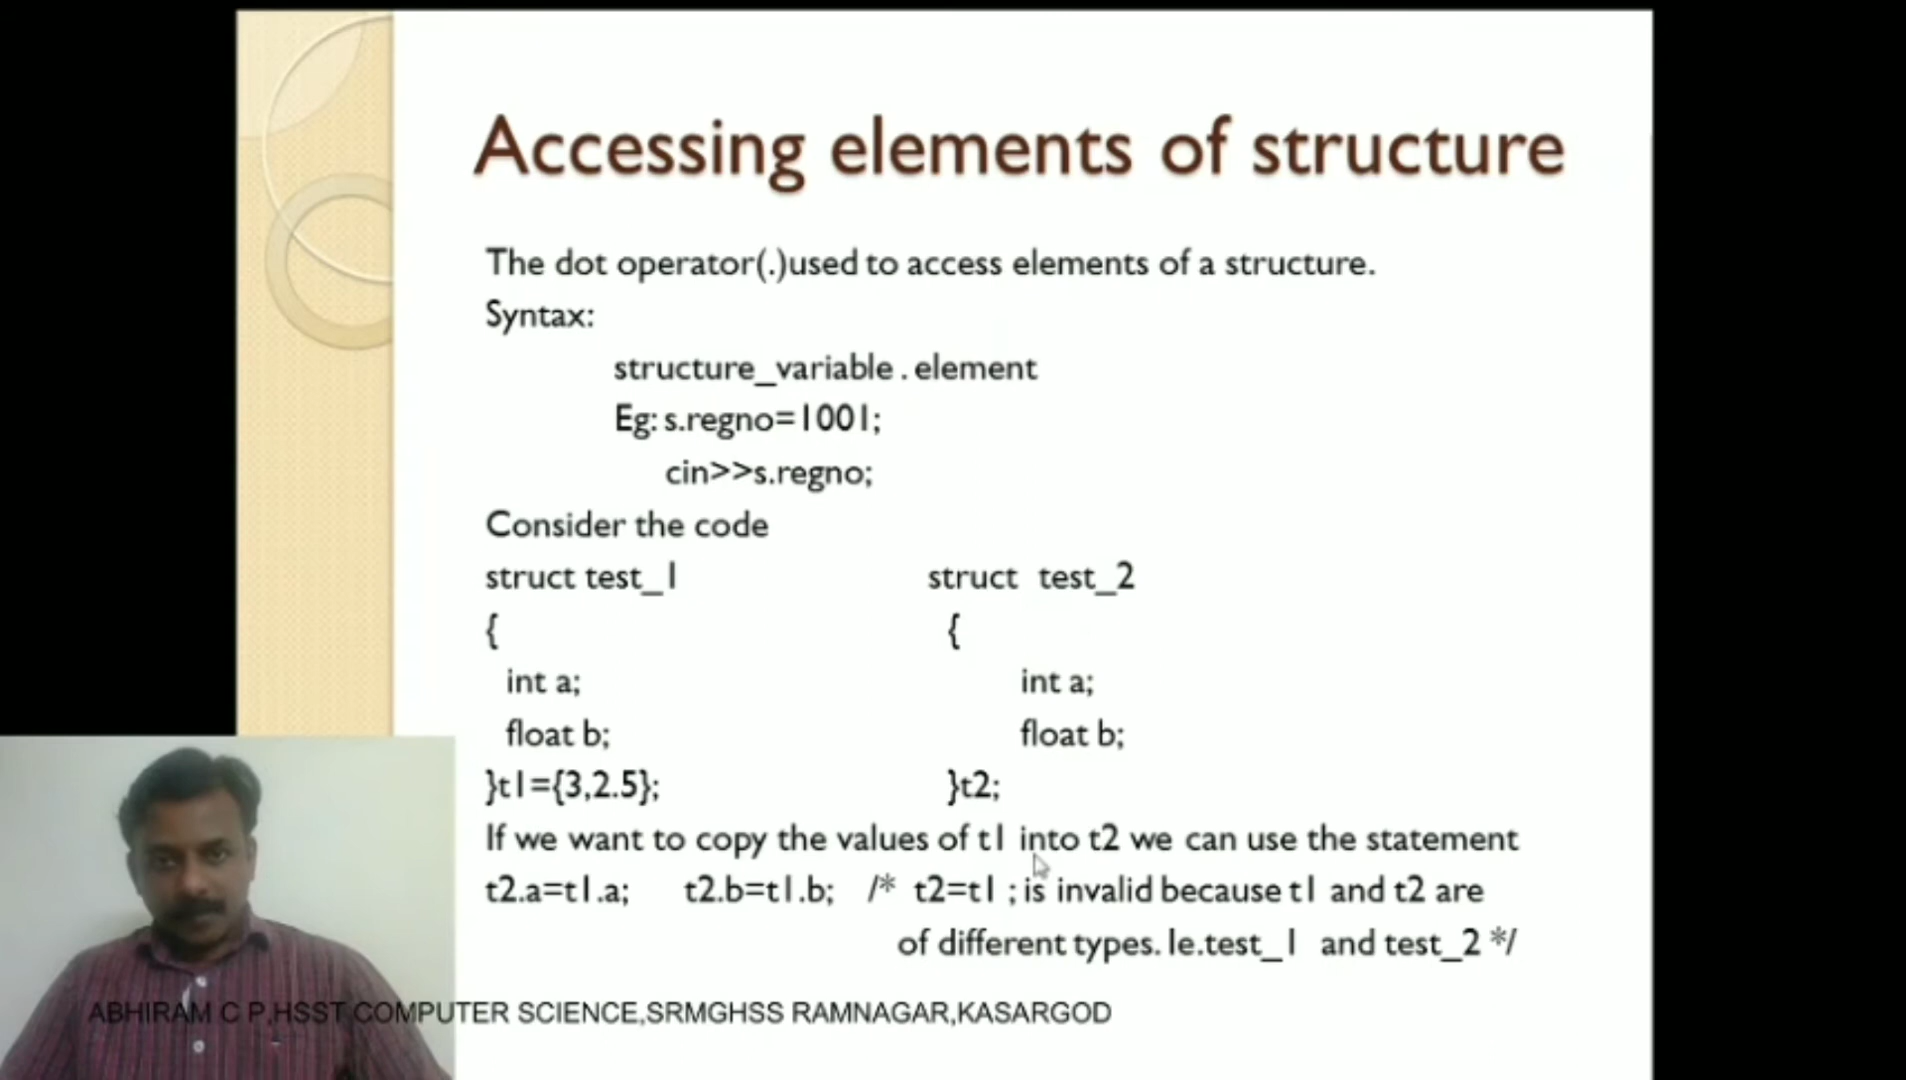 Accessing elements of structure
The dot operator(.)used to access elements of a structure.
Syntax:
structure_variable . element
Eg: s.regno=1001;
cin>>s.regno;
Consider the code
struct test_1 struct test_2
{ {
int a; int a;
float b; float b;
}t1={3,2.5}; }t2;
If we want to copy the values of t1 into t2 we can use the statement
t2.a=t1.a; t2.b=t1.b; /* t2=t1 ; is invalid because t1 and t2 are
of different types. Ie.test_1 and test_2 */
ABHIRAM C P,HSST COMPUTER SCIENCE,SRMGHSS RAMNAGAR,KASARGOD